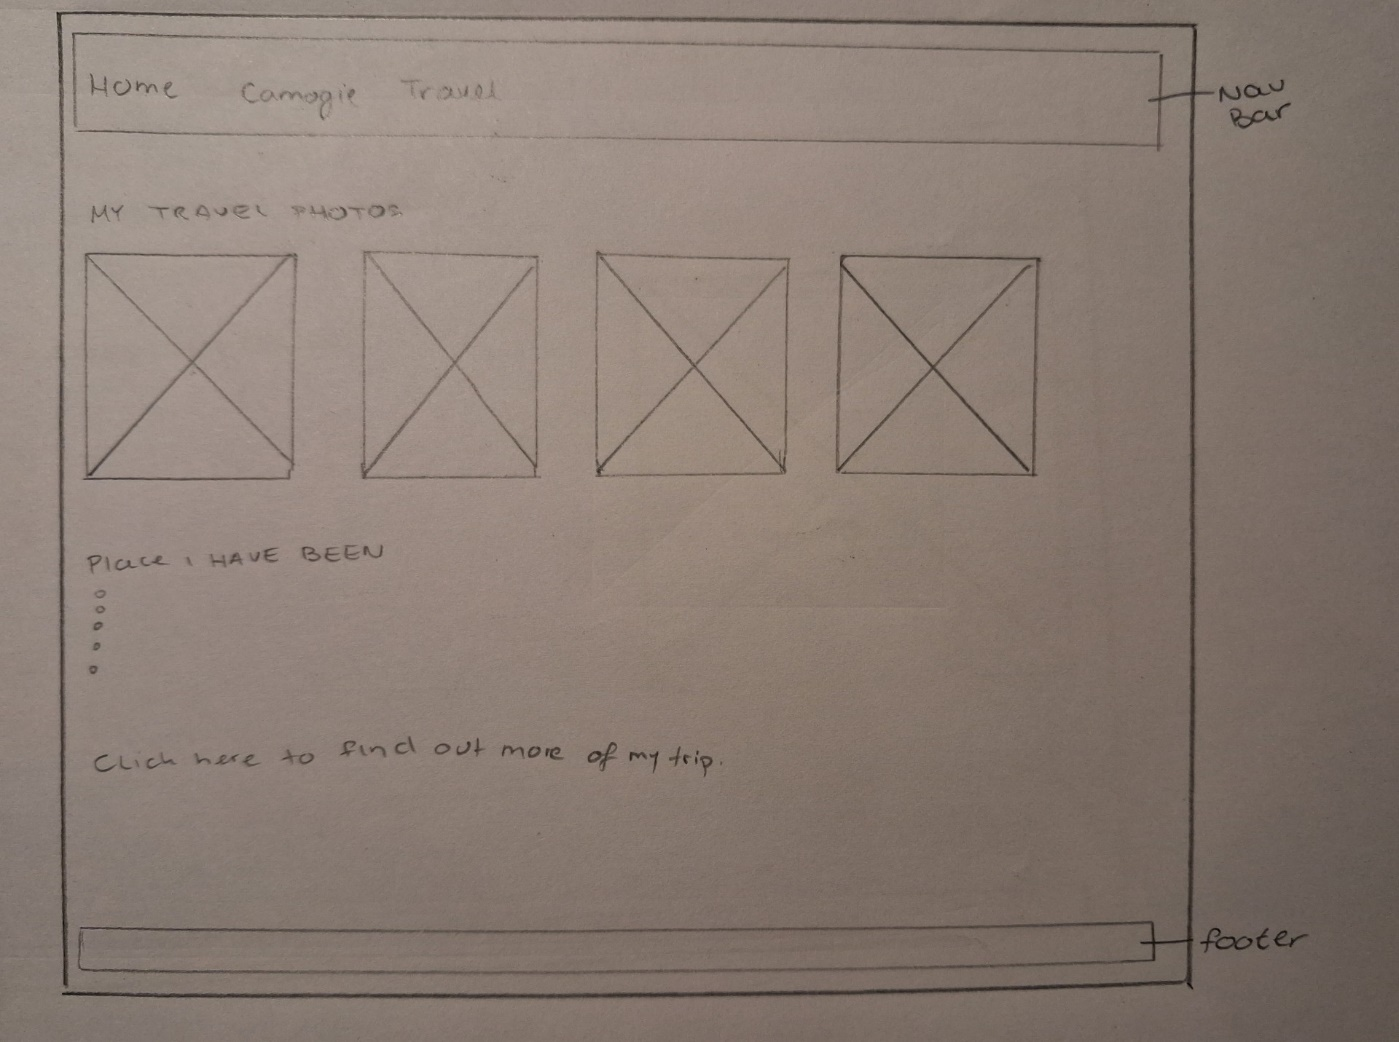 Home Camogie Travel
Nav
Bar
MY TRAVEL PHOTOS
Place I HAVE BEEN
Click here to find out more of my trip.
footer